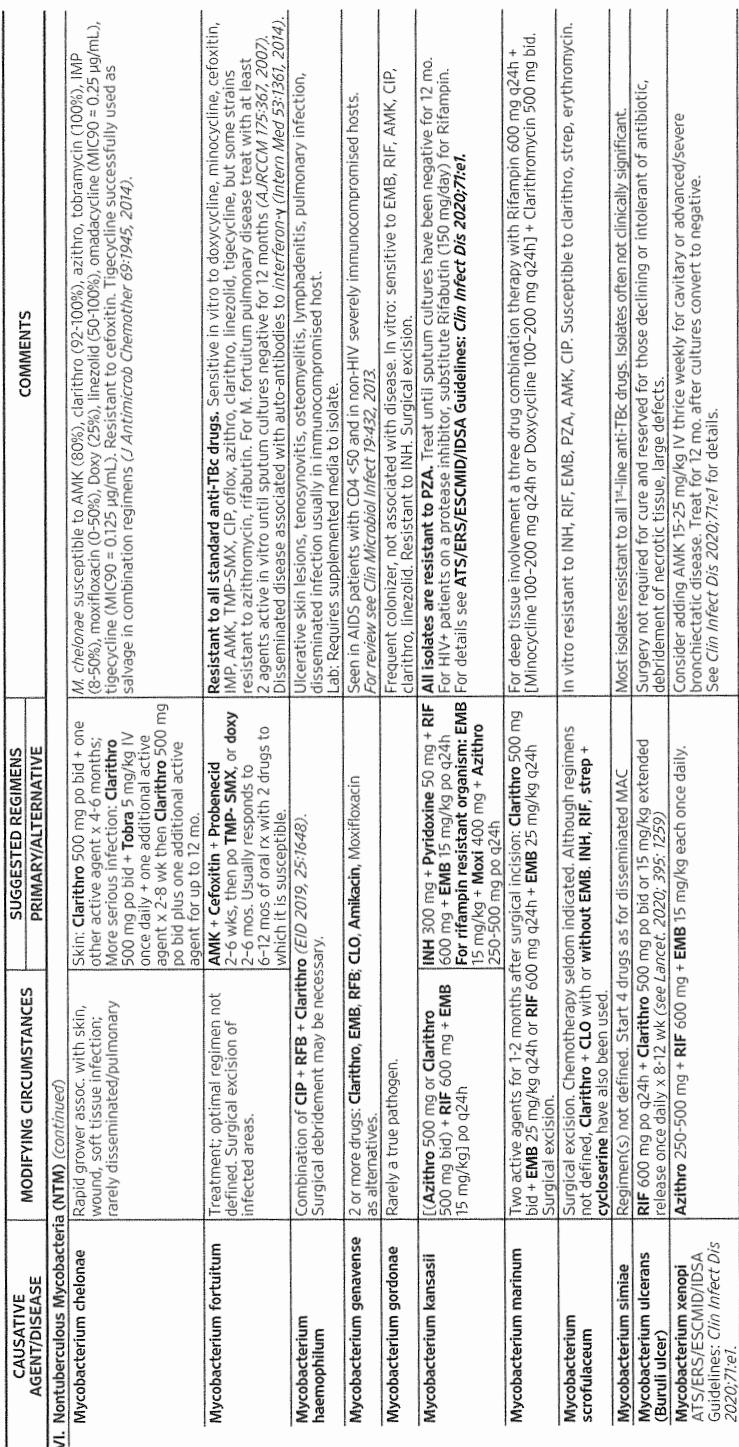 CAUSATIVE
AGENT/DISEASE
MODIFYING CIRCUMSTANCES
SUGGESTED REGIMENS
PRIMARY/ALTERNATIVE
COMMENTS
VI. Nontuberculous Mycobacteria (NTM) (continued)
Mycobacterium chelonae
Rapid grower assoc. with skin,
wound, soft tissue infection;
rarely disseminated/pulmonary
Skin: Clarithro 500 mg po bid + one
other active agent x 4-6 months;
More serious infection: Clarithro
500 mg po bid + Tobra 5 mg/kg IV
once daily + one additional active
agent x 2-8 wk then Clarithro 500 mg
po bid plus one additional active
agent for up to 12 mo.
M. chelonae susceptible to AMK (80%), clarithro (92-100%), azithro, tobramycin (100%), IMP
(8-50%), moxifloxacin (0-50%), Doxy (25%), linezolid (50-100%), omadacycline (MIC90 = 0.25 µg/mL),
tigecycline (MIC90 = 0.125 µg/mL). Resistant to cefoxitin. Tigecycline successfully used as
salvage in combination regimens (J Antimicrob Chemother 69:1945, 2014).
Mycobacterium fortuitum
Treatment; optimal regimen not
defined. Surgical excision of
infected areas.
AMK + Cefoxitin + Probenecid
2-6 wks, then po TMP- SMX, or doxy
2-6 mos. Usually responds to
6-12 mos of oral rx with 2 drugs to
which it is susceptible.
Resistant to all standard anti-TBc drugs. Sensitive in vitro to doxycycline, minocycline, cefoxitin,
IMP, AMK, TMP-SMX, CIP, oflox, azithro, clarithro, linezolid, tigecycline, but some strains
resistant to azithromycin, rifabutin. For M. fortuitum pulmonary disease treat with at least
2 agents active in vitro until sputum cultures negative for 12 months (AJRCCM 175:367, 2007).
Disseminated disease associated with auto-antibodies to interferon-γ (Intern Med 53:1361, 2014).
Mycobacterium
haemophilum
Combination of CIP + RFB + Clarithro (EID 2019, 25:1648).
Surgical debridement may be necessary.
Ulcerative skin lesions, tenosynovitis, osteomyelitis, lymphadenitis, pulmonary infection,
disseminated infection usually in immunocompromised host.
Lab: Requires supplemented media to isolate.
Mycobacterium genavense
2 or more drugs: Clarithro, EMB, RFB; CLO, Amikacin, Moxifloxacin
as alternatives.
Seen in AIDS patients with CD4 <50 and in non-HIV severely immunocompromised hosts.
For review see Clin Microbiol Infect 19:432, 2013.
Mycobacterium gordonae
Rarely a true pathogen.
Frequent colonizer, not associated with disease. In vitro: sensitive to EMB, RIF, AMK, CIP,
clarithro, linezolid. Resistant to INH. Surgical excision.
Mycobacterium kansasii
[(Azithro 500 mg or Clarithro
500 mg bid) + RIF 600 mg + EMB
15 mg/kg] po q24h
INH 300 mg + Pyridoxine 50 mg + RIF
600 mg + EMB 15 mg/kg po q24h
For rifampin resistant organism: EMB
15 mg/kg + Moxi 400 mg + Azithro
250-500 mg po q24h
All isolates are resistant to PZA. Treat until sputum cultures have been negative for 12 mo.
For HIV+ patients on a protease inhibitor, substitute Rifabutin (150 mg/day) for Rifampin.
For details see ATS/ERS/ESCMID/IDSA Guidelines: Clin Infect Dis 2020;71:e1.
Mycobacterium marinum
Two active agents for 1-2 months after surgical incision: Clarithro 500 mg
bid + EMB 25 mg/kg q24h or RIF 600 mg q24h + EMB 25 mg/kg q24h
Surgical excision.
For deep tissue involvement a three drug combination therapy with Rifampin 600 mg q24h +
[Minocycline 100-200 mg q24h or Doxycycline 100-200 mg q24h] + Clarithromycin 500 mg bid.
Mycobacterium
scrofulaceum
Surgical excision. Chemotherapy seldom indicated. Although regimens
not defined, Clarithro + CLO with or without EMB. INH, RIF, strep +
cycloserine have also been used.
In vitro resistant to INH, RIF, EMB, PZA, AMK, CIP. Susceptible to clarithro, strep, erythromycin.
Mycobacterium simiae
Regimen(s) not defined. Start 4 drugs as for disseminated MAC
Most isolates resistant to all 1st-line anti-TBc drugs. Isolates often not clinically significant.
Mycobacterium ulcerans
(Buruli ulcer)
RIF 600 mg po q24h + Clarithro 500 mg po bid or 15 mg/kg extended
release once daily x 8-12 wk (see Lancet. 2020; 395: 1259)
Surgery not required for cure and reserved for those declining or intolerant of antibiotic,
debridement of necrotic tissue, large defects.
Mycobacterium xenopi
ATS/ERS/ESCMID/IDSA
Guidelines: Clin Infect Dis
2020;71:e1.
Azithro 250-500 mg + RIF 600 mg + EMB 15 mg/kg each once daily.
Consider adding AMK 15-25 mg/kg IV thrice weekly for cavitary or advanced/severe
bronchiectatic disease. Treat for 12 mo. after cultures convert to negative.
See Clin Infect Dis 2020;71:e1 for details.